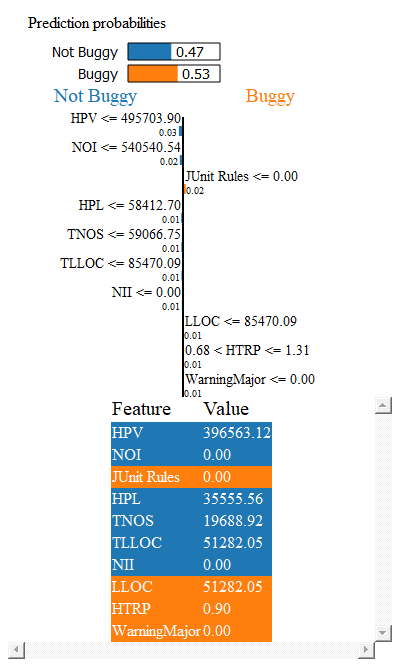 Prediction probabilities
Not Buggy 0.47
Buggy 0.53
Not Buggy Buggy
HPV <= 495703.90
0.03
NOI <= 540540.54
0.02
JUnit Rules <= 0.00
0.02
HPL <= 58412.70
0.01
TNOS <= 59066.75
0.01
TLLOC <= 85470.09
0.01
NII <= 0.00
0.01
LLOC <= 85470.09
0.01
0.68 < HTRP <= 1.31
0.01
WarningMajor <= 0.00
0.01
Feature Value
HPV 396563.12
NOI 0.00
JUnit Rules 0.00
HPL 35555.56
TNOS 19688.92
TLLOC 51282.05
NII 0.00
LLOC 51282.05
HTRP 0.90
WarningMajor 0.00